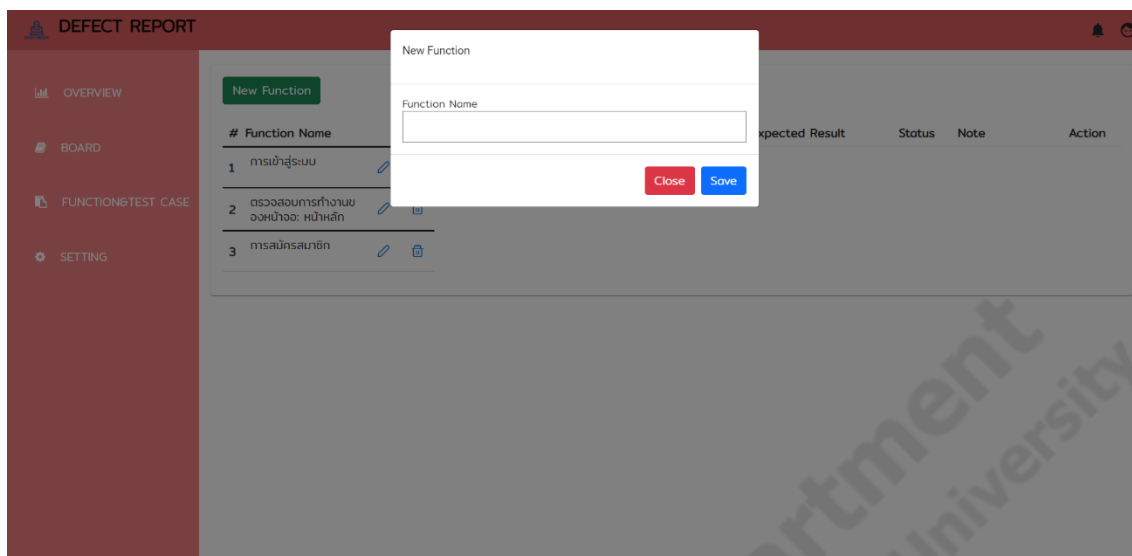 DEFECT REPORT
New Function
OVERVIEW
New Function
Function Name
# Function Name
xpected Result Status Note Action
BOARD
1 การเข้าสู่ระบบ
Close Save
FUNCTION&TEST CASE
2 ตรวจสอบการทำงานข
องหน้าจอ: หน้าหลัก
3 การสมัครสมาชิก
SETTING
artment
University